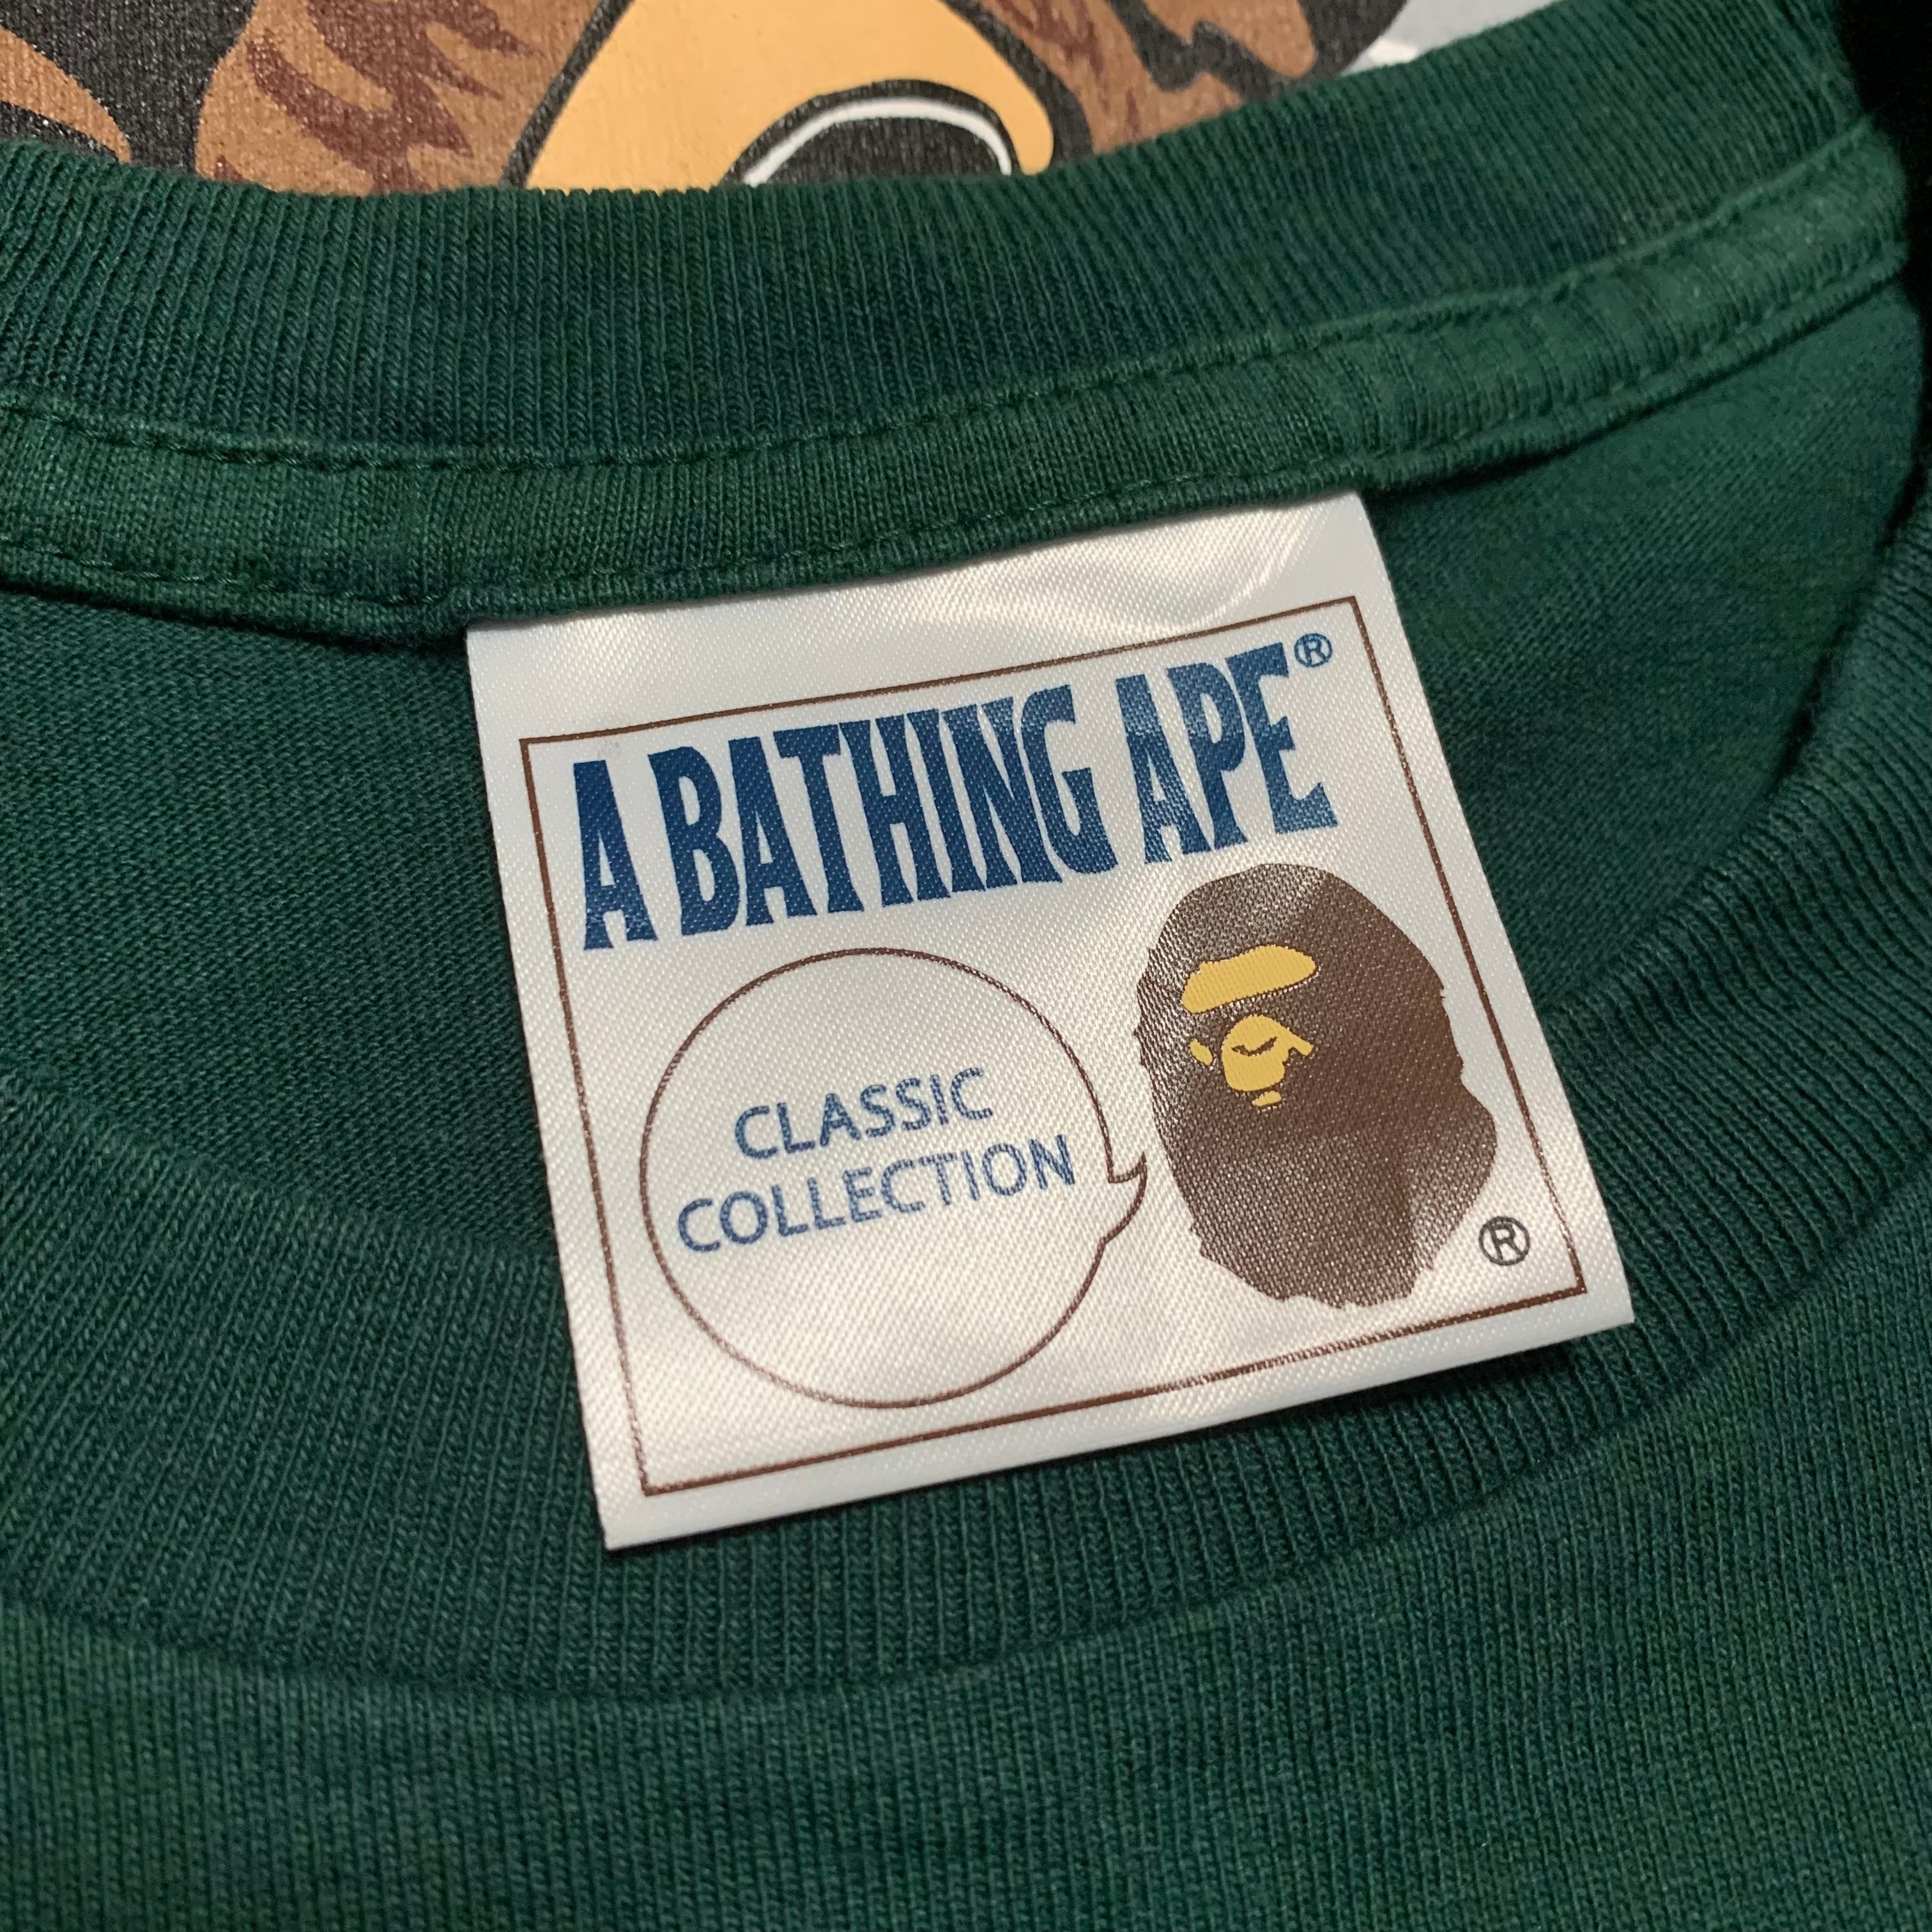 A BATHING APE®
CLASSIC
COLLECTION
®